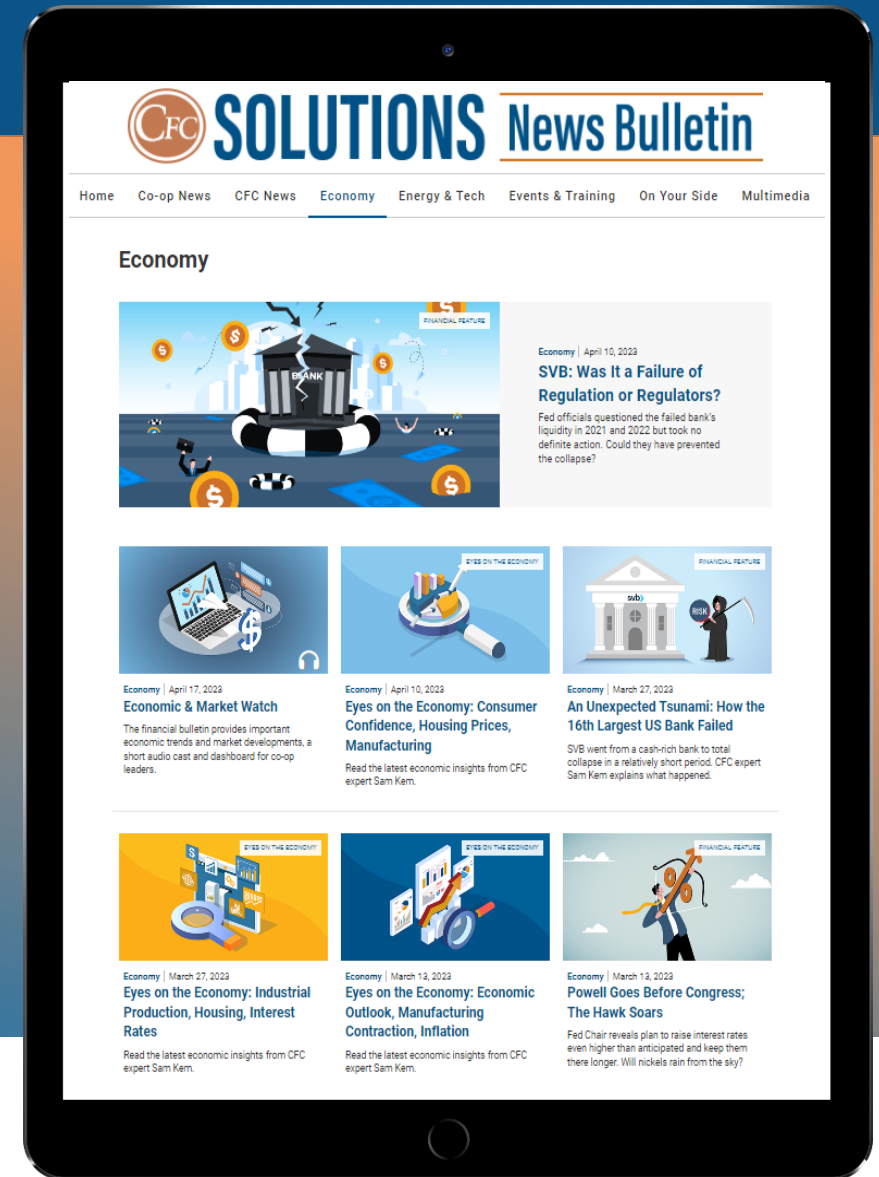 CFC SOLUTIONS News Bulletin
Home Co-op News CFC News Economy Energy & Tech Events & Training On Your Side Multimedia
Economy
FINANCIAL FEATURE
BANK
Economy | April 10, 2023
SVB: Was It a Failure of
Regulation or Regulators?
Fed officials questioned the failed bank's
liquidity in 2021 and 2022 but took no
definite action. Could they have prevented
the collapse?
Economy | April 17, 2023
Economic & Market Watch
The financial bulletin provides important
economic trends and market developments, a
short audio cast and dashboard for co-op
leaders.
EYES ON THE ECONOMY
Economy | April 10, 2023
Eyes on the Economy: Consumer
Confidence, Housing Prices,
Manufacturing
Read the latest economic insights from CFC
expert Sam Kem.
FINANCIAL FEATURE
svb
RISK
Economy | March 27, 2023
An Unexpected Tsunami: How the
16th Largest US Bank Failed
SVB went from a cash-rich bank to total
collapse in a relatively short period. CFC expert
Sam Kem explains what happened.
EYES ON THE ECONOMY
Economy | March 27, 2023
Eyes on the Economy: Industrial
Production, Housing, Interest
Rates
Read the latest economic insights from CFC
expert Sam Kem.
EYES ON THE ECONOMY
Economy | March 13, 2023
Eyes on the Economy: Economic
Outlook, Manufacturing
Contraction, Inflation
Read the latest economic insights from CFC
expert Sam Kem.
FINANCIAL FEATURE
%
Economy | March 13, 2023
Powell Goes Before Congress;
The Hawk Soars
Fed Chair reveals plan to raise interest rates
even higher than anticipated and keep them
there longer. Will nickels rain from the sky?